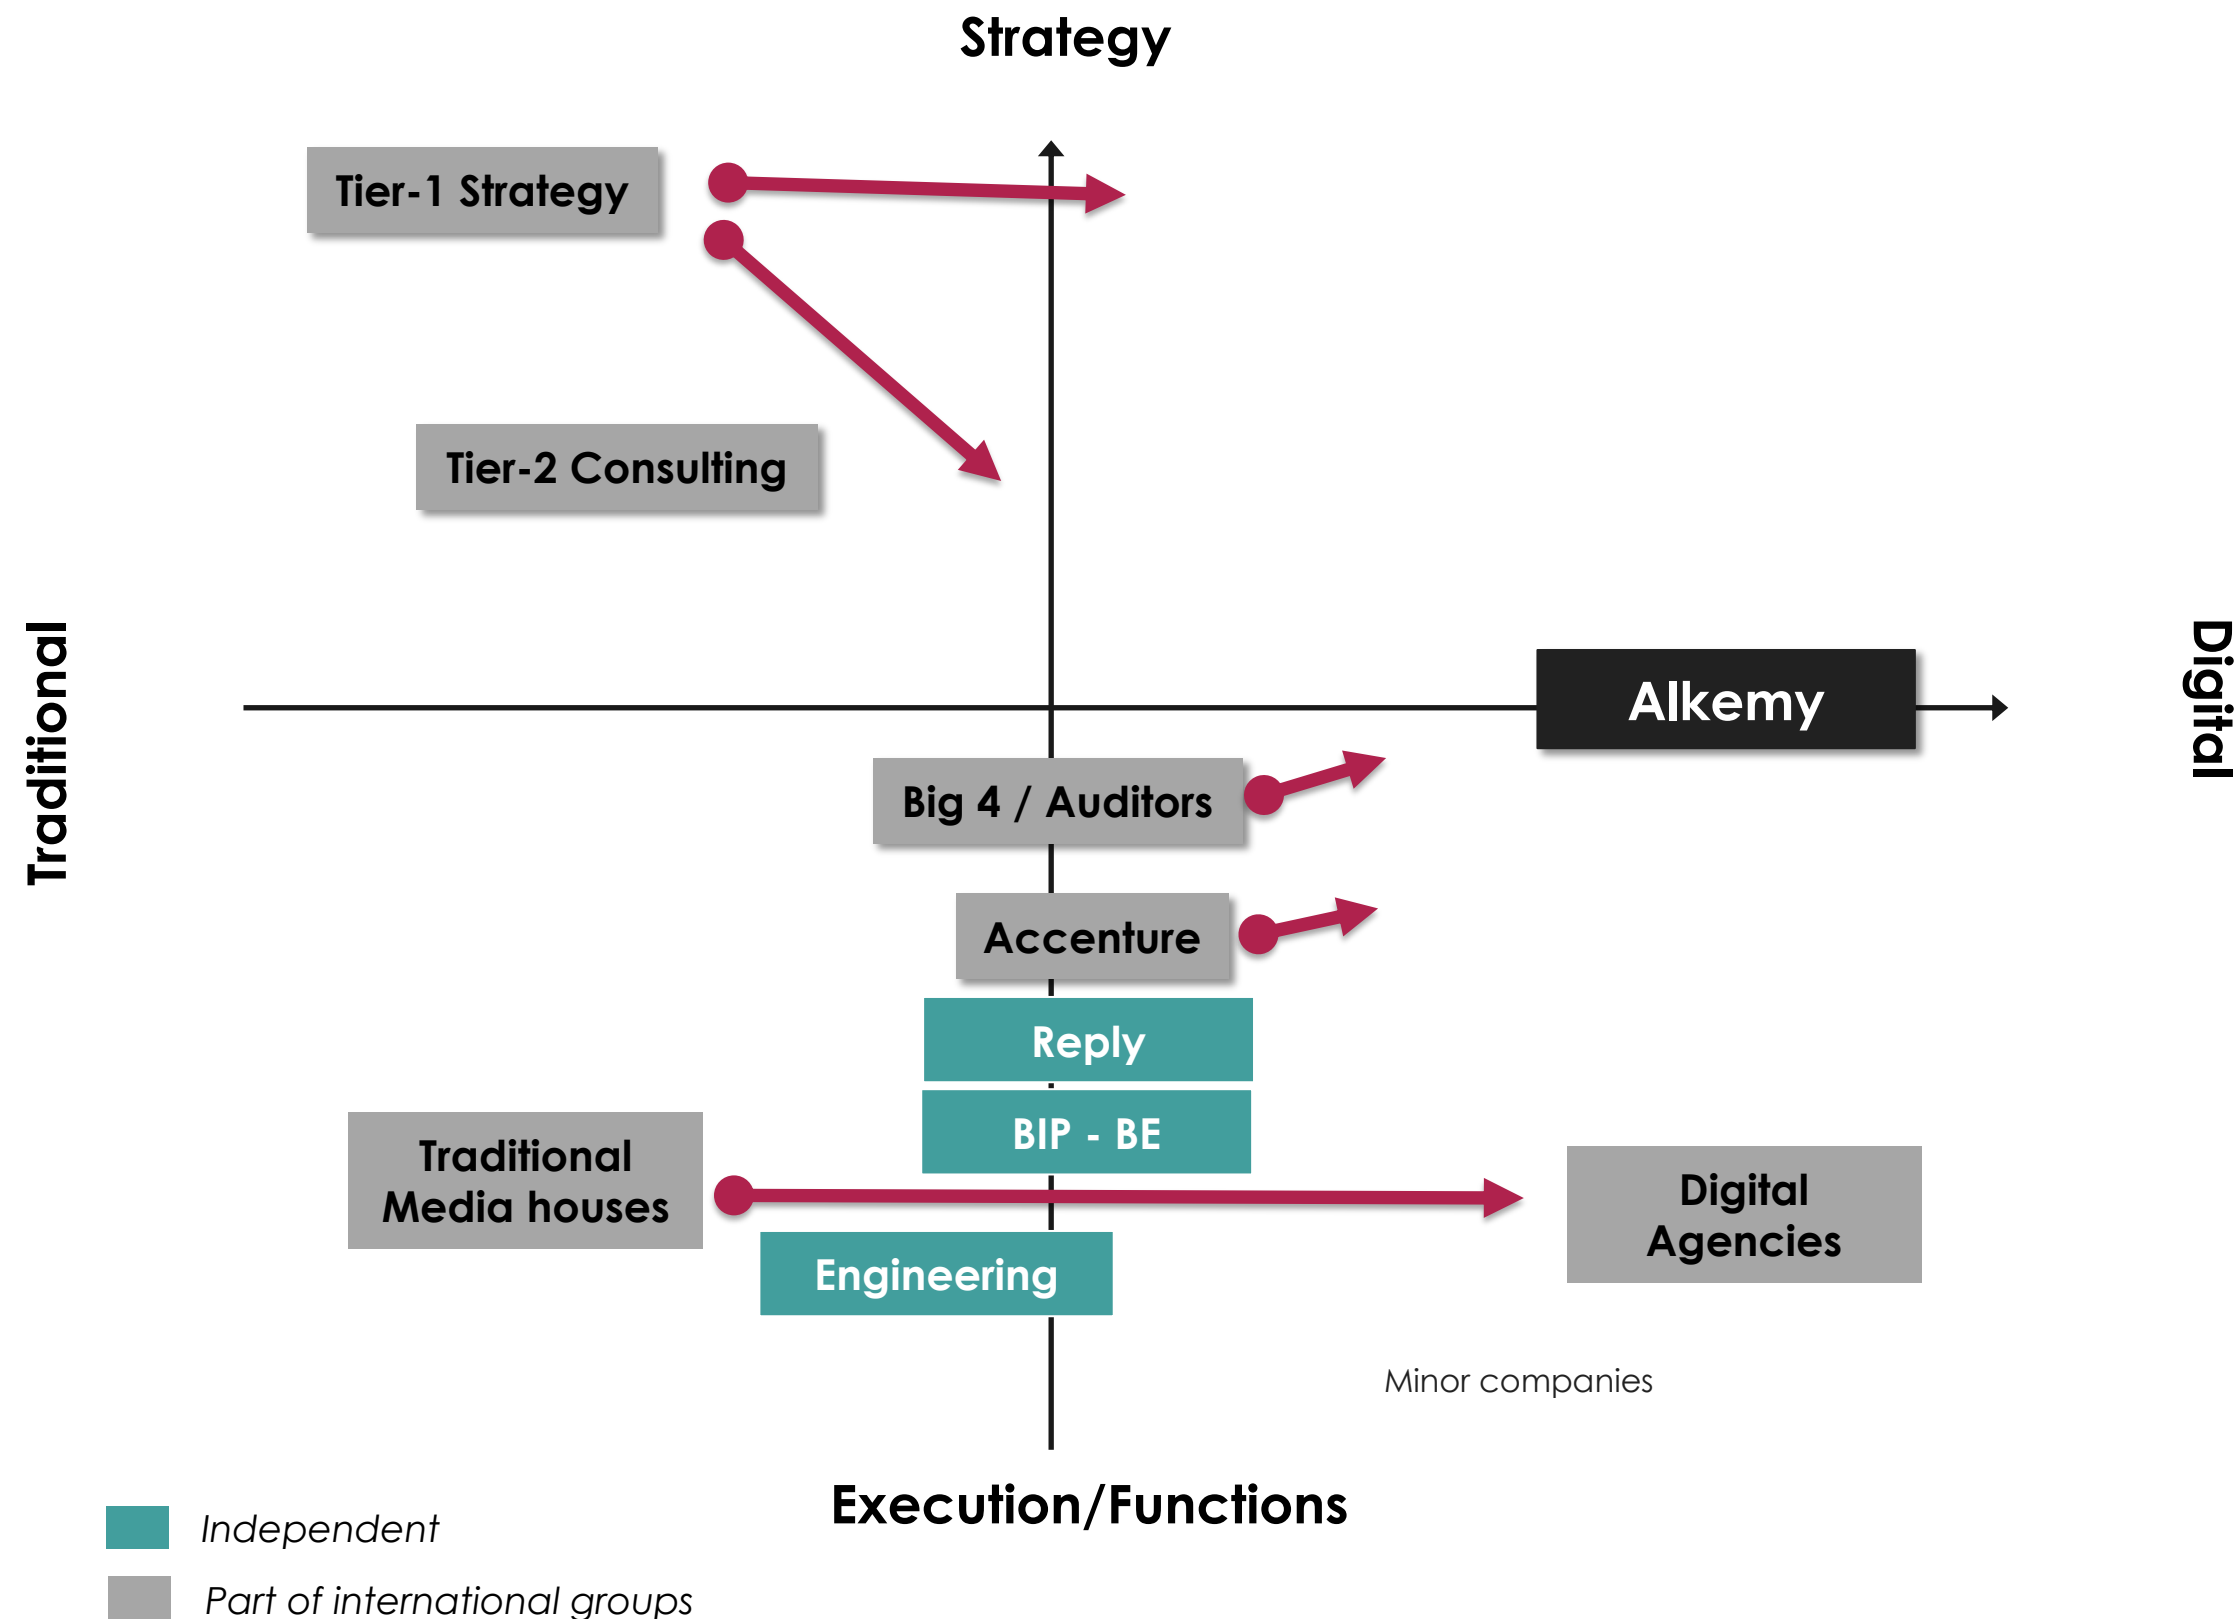 Strategy
Tier-1 Strategy
Tier-2 Consulting
Traditional
Digital
Alkemy
Big 4 / Auditors
Accenture
Reply
BIP - BE
Traditional
Media houses
Digital
Agencies
Engineering
Minor companies
Execution/Functions
Independent
Part of international groups